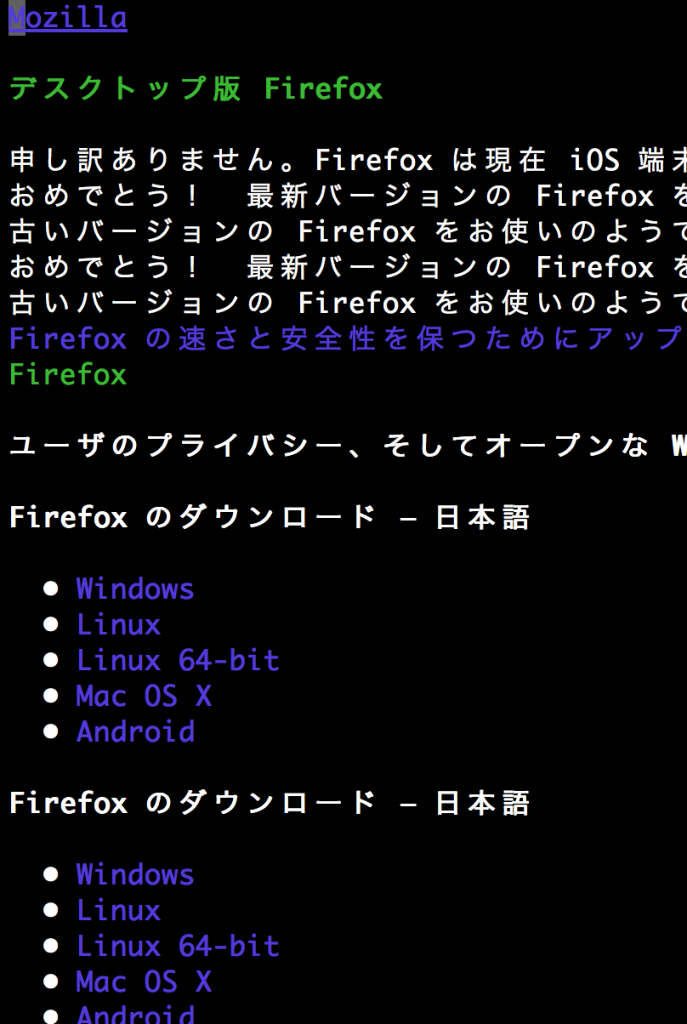 Mozilla
デスクトップ版 Firefox
申し訳ありません。Firefox は現在 iOS 端末
おめでとう！　最新バージョンの Firefox を
古いバージョンの Firefox をお使いのようで
おめでとう！　最新バージョンの Firefox を
古いバージョンの Firefox をお使いのようで
Firefox の速さと安全性を保つためにアップ
Firefox
ユーザのプライバシー、そしてオープンな W
Firefox のダウンロード — 日本語
● Windows
● Linux
● Linux 64-bit
● Mac OS X
● Android
Firefox のダウンロード — 日本語
● Windows
● Linux
● Linux 64-bit
● Mac OS X
● Android